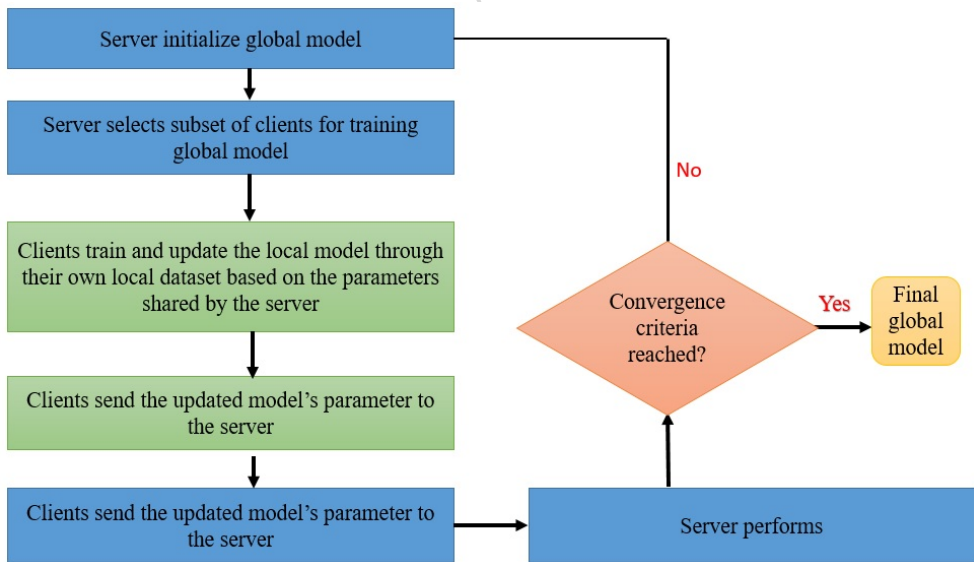 Server initialize global model
Server selects subset of clients for training
global model
Clients train and update the local model through
their own local dataset based on the parameters
shared by the server
Clients send the updated model's parameter to
the server
Clients send the updated model's parameter to
the server
Server performs
Convergence
criteria
reached?
No
Yes
Final
global
model